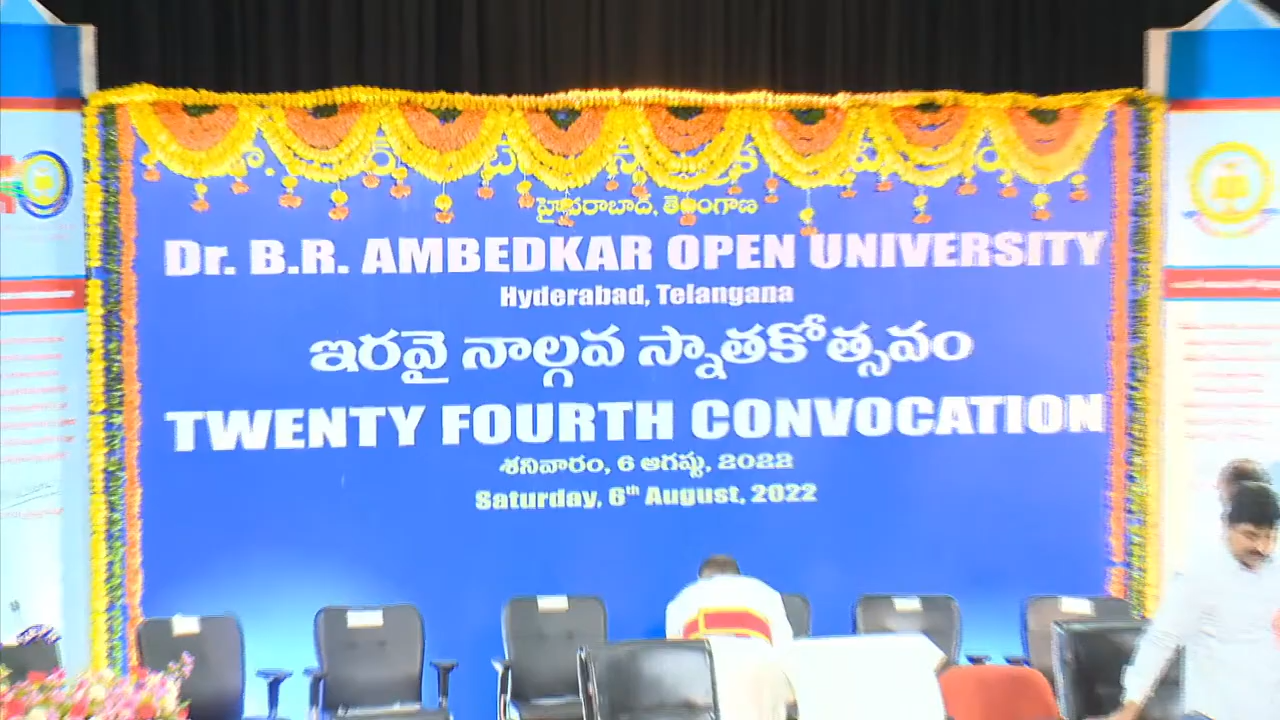 హైదరాబాద, తెలంగాణ
Dr. B.R. AMBEDKAR OPEN UNIVERSITY
Hyderabad, Telangana
ఇరవై నాల్గవ స్నాతకోత్సవం
TWENTY FOURTH CONVOCATION
శనివారం, 6 ఆగష్టు, 2022
Saturday, 6th August, 2022